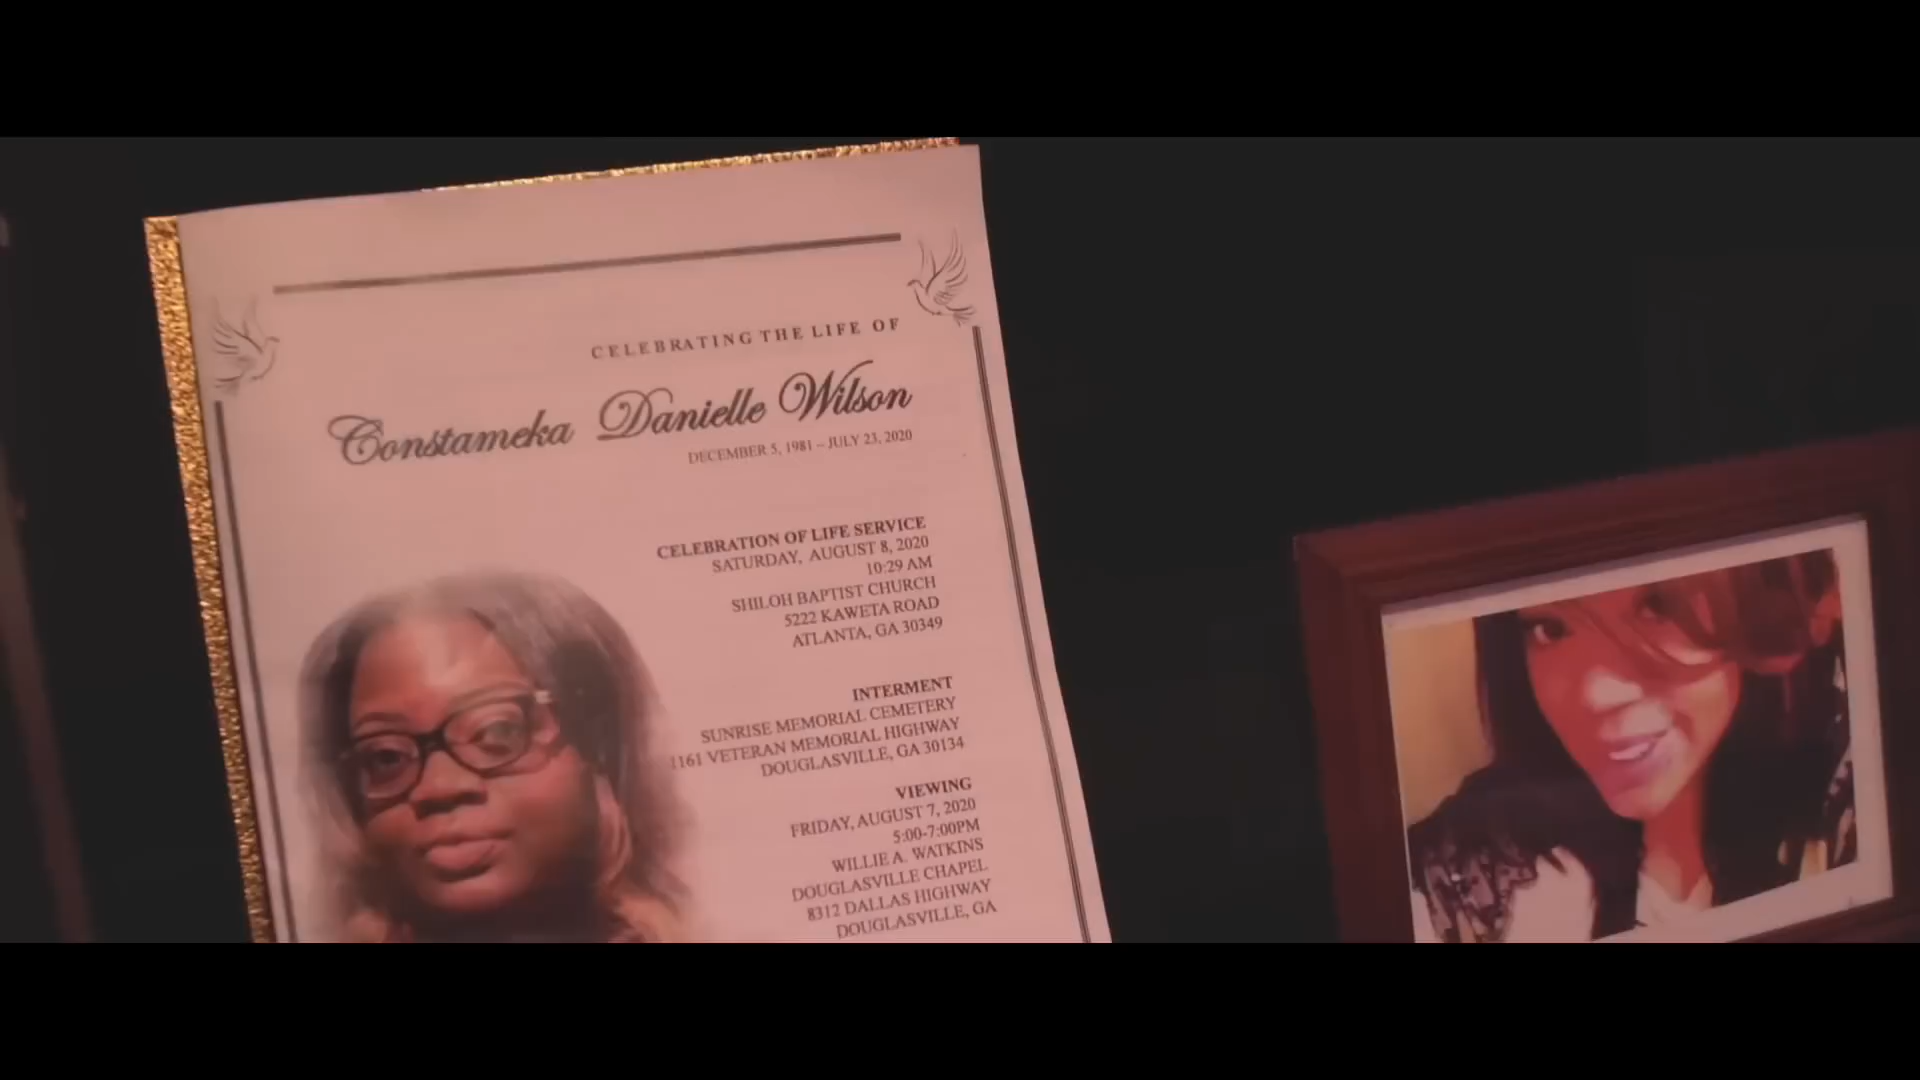 CELEBRATING THE LIFE OF
Constameka Danielle Wilson
DECEMBER 5, 1981 – JULY 23, 2020
CELEBRATION OF LIFE SERVICE
SATURDAY, AUGUST 8, 2020
10:29 AM
SHILOH BAPTIST CHURCH
5222 KAWETA ROAD
ATLANTA, GA 30349
INTERMENT
SUNRISE MEMORIAL CEMETERY
1161 VETERAN MEMORIAL HIGHWAY
DOUGLASVILLE, GA 30134
VIEWING
FRIDAY, AUGUST 7, 2020
5:00-7:00PM
WILLIE A. WATKINS
DOUGLASVILLE CHAPEL
8312 DALLAS HIGHWAY
DOUGLASVILLE, GA